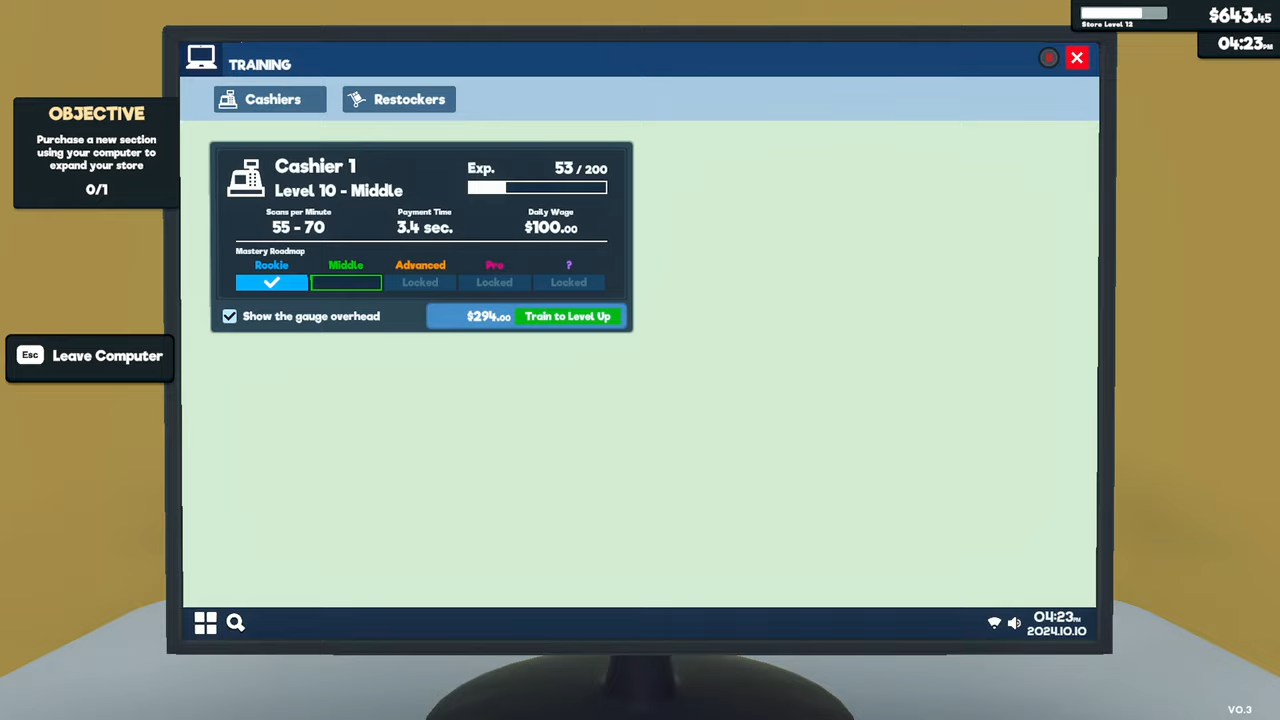 $643.45
Store Level 12
04:23PM
TRAINING
Cashiers
Restockers
OBJECTIVE
Purchase a new section
using your computer to
expand your store
0/1
Cashier 1
Level 10 - Middle
Exp. 53 / 200
Scans per Minute
55 - 70
Payment Time
3.4 sec.
Daily Wage
$100.00
Mastery Roadmap
Rookie Middle Advanced Pro ?
Locked Locked Locked
Show the gauge overhead
$294.00 Train to Level Up
Esc Leave Computer
04:23PM
2024.10.10
V0.3